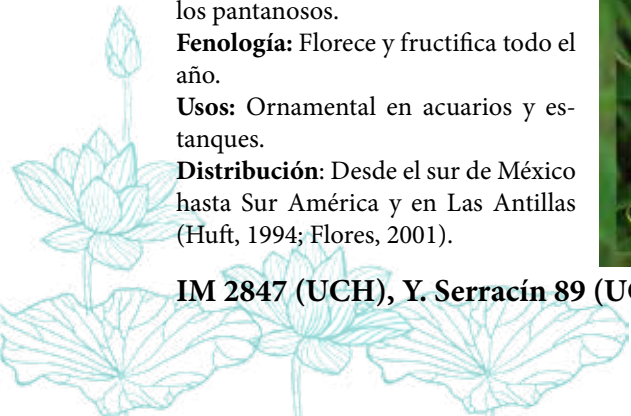 los pantanosos.
Fenología: Florece y fructifica todo el
año.
Usos: Ornamental en acuarios y es-
tanques.
Distribución: Desde el sur de México
hasta Sur América y en Las Antillas
(Huft, 1994; Flores, 2001).
IM 2847 (UCH), Y. Serracín 89 (UC